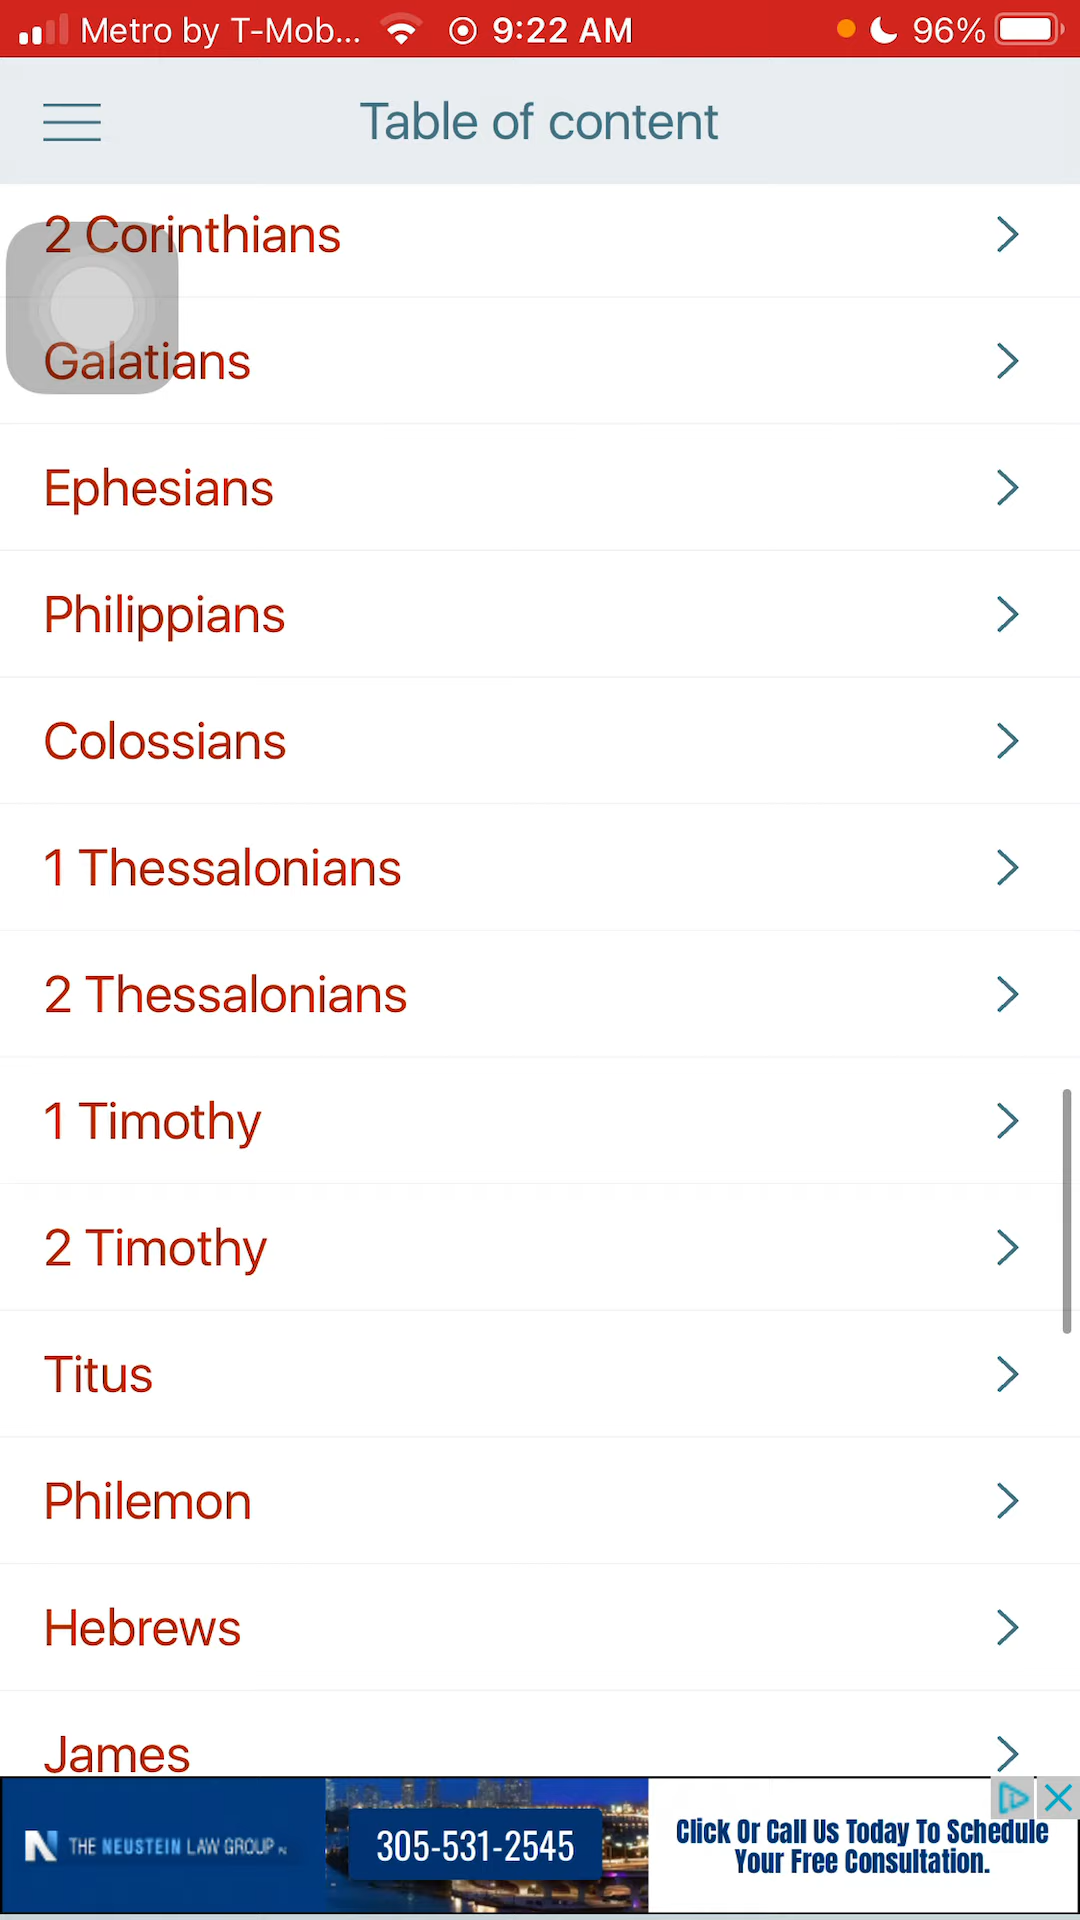 Metro by T-Mob... 9:22 AM 96%
Table of content
2 Corinthians
Galatians
Ephesians
Philippians
Colossians
1 Thessalonians
2 Thessalonians
1 Timothy
2 Timothy
Titus
Philemon
Hebrews
James
N THE NEUSTEIN LAW GROUP
305-531-2545
Click Or Call Us Today To Schedule
Your Free Consultation.